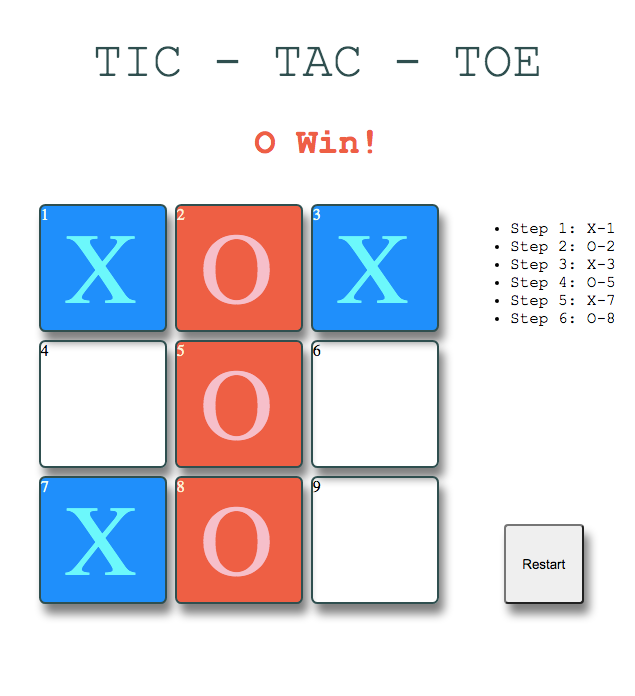 TIC - TAC - TOE
O Win!
1 2 3
X O X
4 5 6
O
7 8 9
X O
Step 1: X-1
Step 2: O-2
Step 3: X-3
Step 4: O-5
Step 5: X-7
Step 6: O-8
Restart